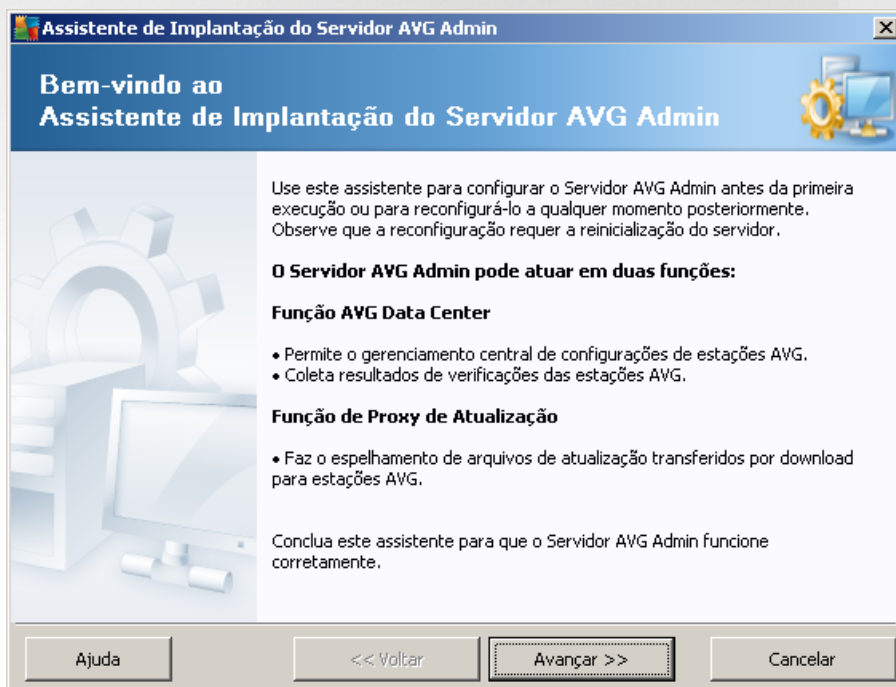 Assistente de Implantação do Servidor AVG Admin
Bem-vindo ao
Assistente de Implantação do Servidor AVG Admin
Use este assistente para configurar o Servidor AVG Admin antes da primeira
execução ou para reconfigurá-lo a qualquer momento posteriormente.
Observe que a reconfiguração requer a reinicialização do servidor.
O Servidor AVG Admin pode atuar em duas funções:
Função AVG Data Center
• Permite o gerenciamento central de configurações de estações AVG.
• Coleta resultados de verificações das estações AVG.
Função de Proxy de Atualização
• Faz o espelhamento de arquivos de atualização transferidos por download
para estações AVG.
Conclua este assistente para que o Servidor AVG Admin funcione
corretamente.
Ajuda
<< Voltar
Avançar >>
Cancelar